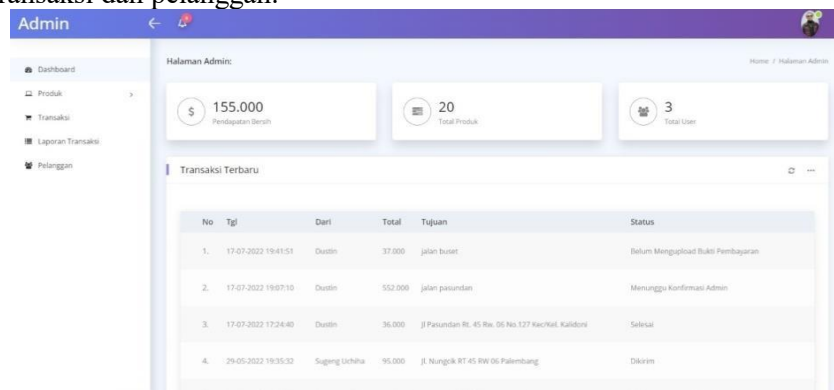 ransaksi dan pelanggan.
Admin
Halaman Admin:
Home / Halaman Admin
Dashboard
Produk
Transaksi
Laporan Transaksi
Pelanggan
155.000
Pendapatan Bersih
20
Total Produk
3
Total User
Transaksi Terbaru
No Tgl Dari Total Tujuan Status
1. 17-07-2022 19:41:51 Dustin 37.000 jalan buset Belum Mengupload Bukti Pembayaran
2. 17-07-2022 19:07:10 Dustin 552.000 jalan pasundan Menunggu Konfirmasi Admin
3. 17-07-2022 17:24:40 Dustin 36.000 Jl Pasundan Rt. 45 Rw. 06 No.127 Kec/Kel. Kalidoni Selesai
4. 29-05-2022 19:35:32 Sugeng Uchiha 95.000 Jl. Nungcik RT 45 RW 06 Palembang Dikirim